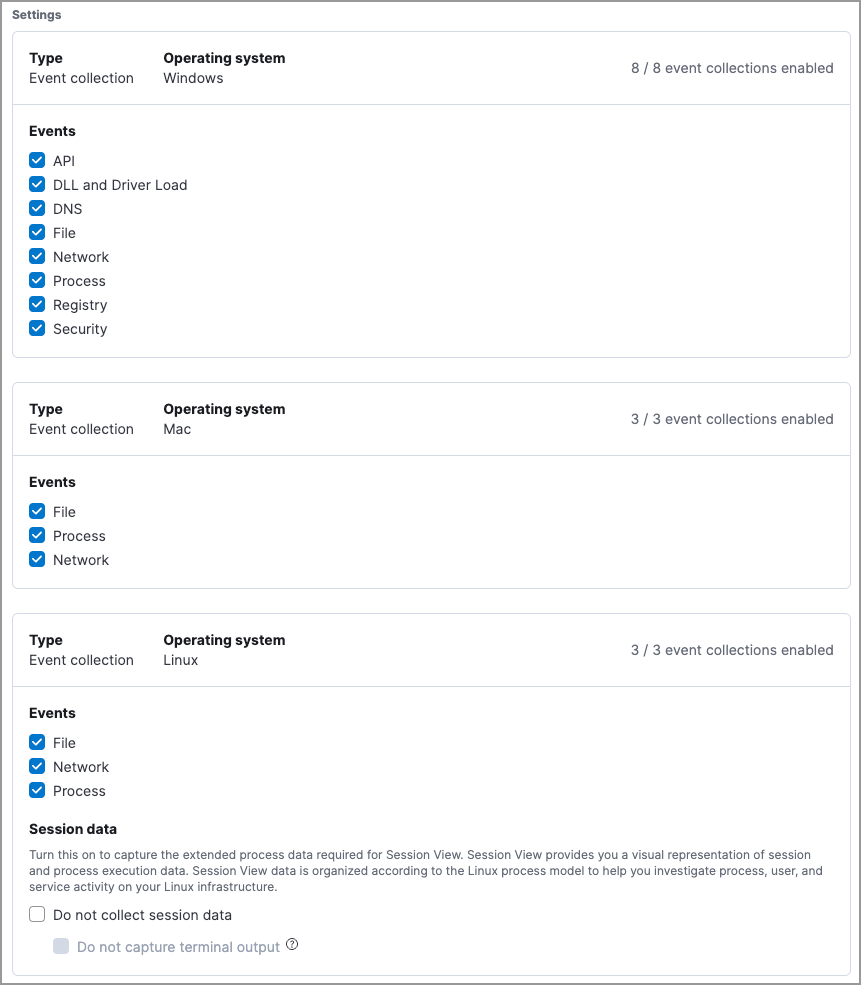 Settings
Type
Operating system
Event collection
Windows
8 / 8 event collections enabled
Events
API
DLL and Driver Load
DNS
File
Network
Process
Registry
Security
Type
Operating system
Event collection
Mac
3 / 3 event collections enabled
Events
File
Process
Network
Type
Operating system
Event collection
Linux
3 / 3 event collections enabled
Events
File
Network
Process
Session data
Turn this on to capture the extended process data required for Session View. Session View provides you a visual representation of session
and process execution data. Session View data is organized according to the Linux process model to help you investigate process, user, and
service activity on your Linux infrastructure.
Do not collect session data
Do not capture terminal output ?